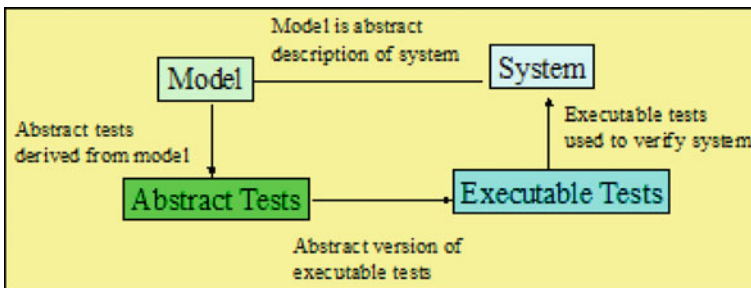 Model is abstract
description of system
Model
System
Abstract tests
derived from model
Executable tests
used to verify system
Abstract Tests
Executable Tests
Abstract version of
executable tests